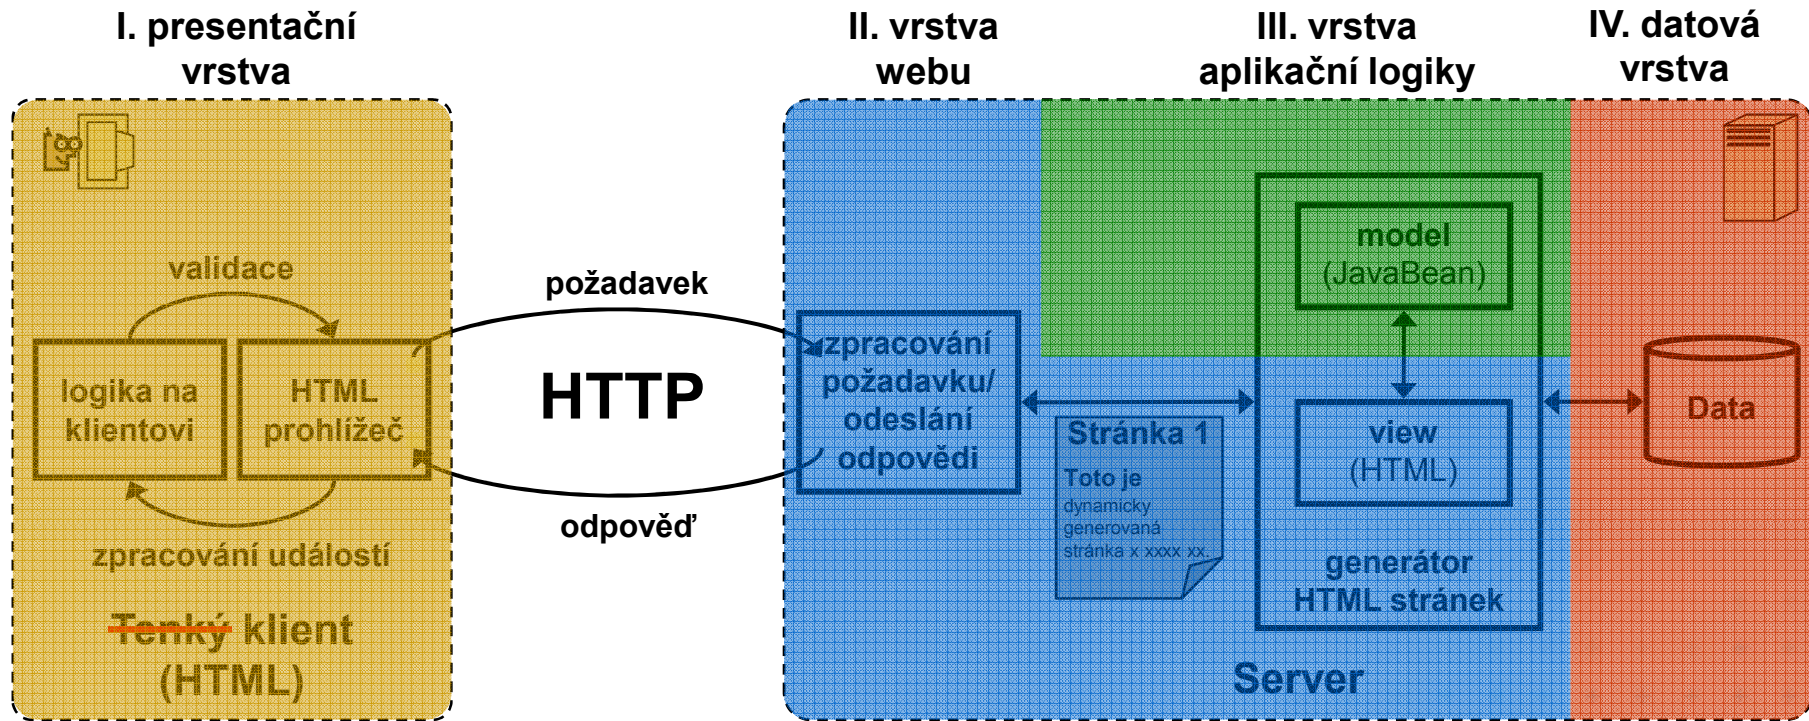 I. presentační
vrstva
II. vrstva
webu
III. vrstva
aplikační logiky
IV. datová
vrstva
validace
logika na
klientovi
HTML
prohlížeč
zpracování událostí
Tenký klient
(HTML)
požadavek
HTTP
odpověď
zpracování
požadavku/
odeslání
odpovědi
Stránka 1
Toto je
dynamicky
generovaná
stránka x xxxx xx.
model
(JavaBean)
view
(HTML)
generátor
HTML stránek
Server
Data